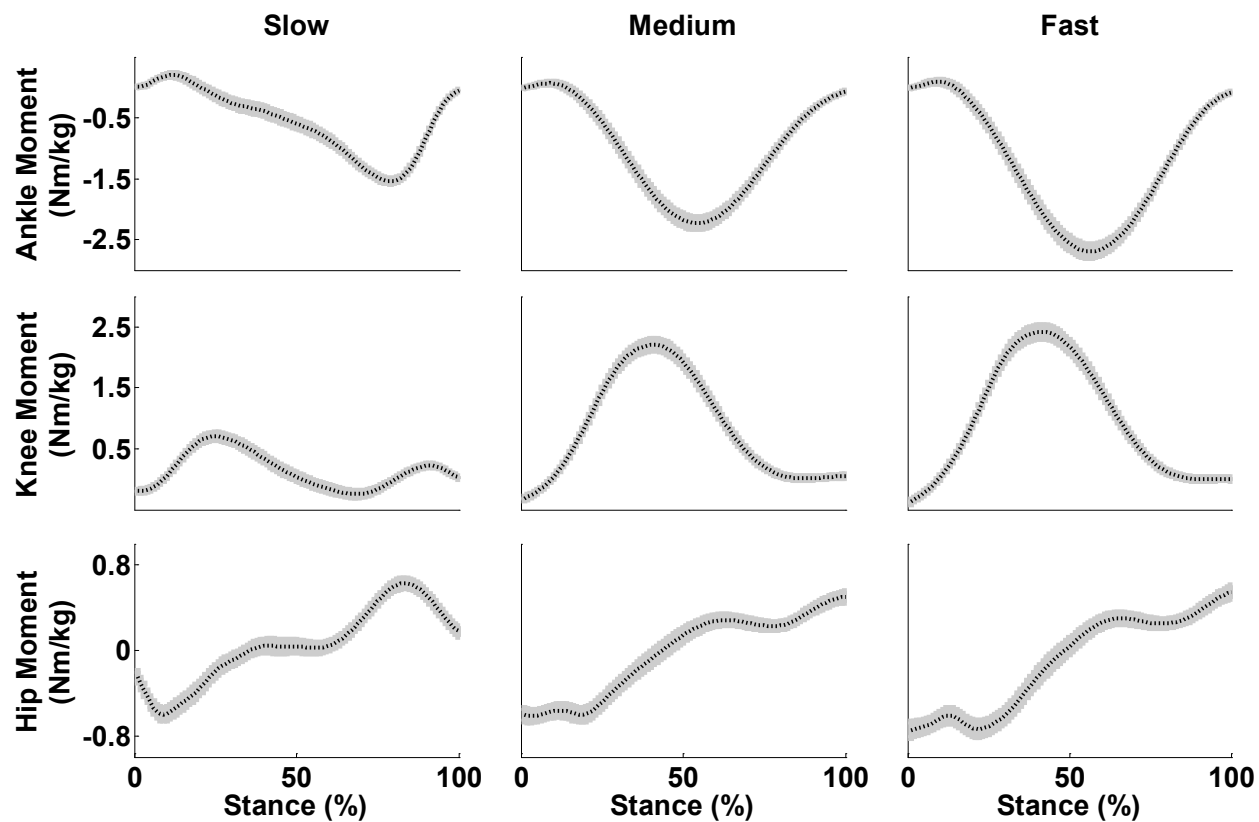 Slow Medium Fast
Ankle Moment
(Nm/kg)
-0.5
-1.5
-2.5
Knee Moment
(Nm/kg)
2.5
1.5
0.5
Hip Moment
(Nm/kg)
0.8
0
-0.8
0 50 100 0 50 100 0 50 100
Stance (%) Stance (%) Stance (%)